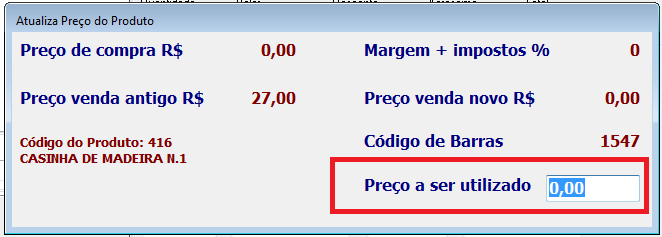 Atualiza Preço do Produto
Preço de compra R$ 0,00 Margem + impostos % 0
Preço venda antigo R$ 27,00 Preço venda novo R$ 0,00
Código do Produto: 416 Código de Barras 1547
CASINHA DE MADEIRA N.1
Preço a ser utilizado 0,00